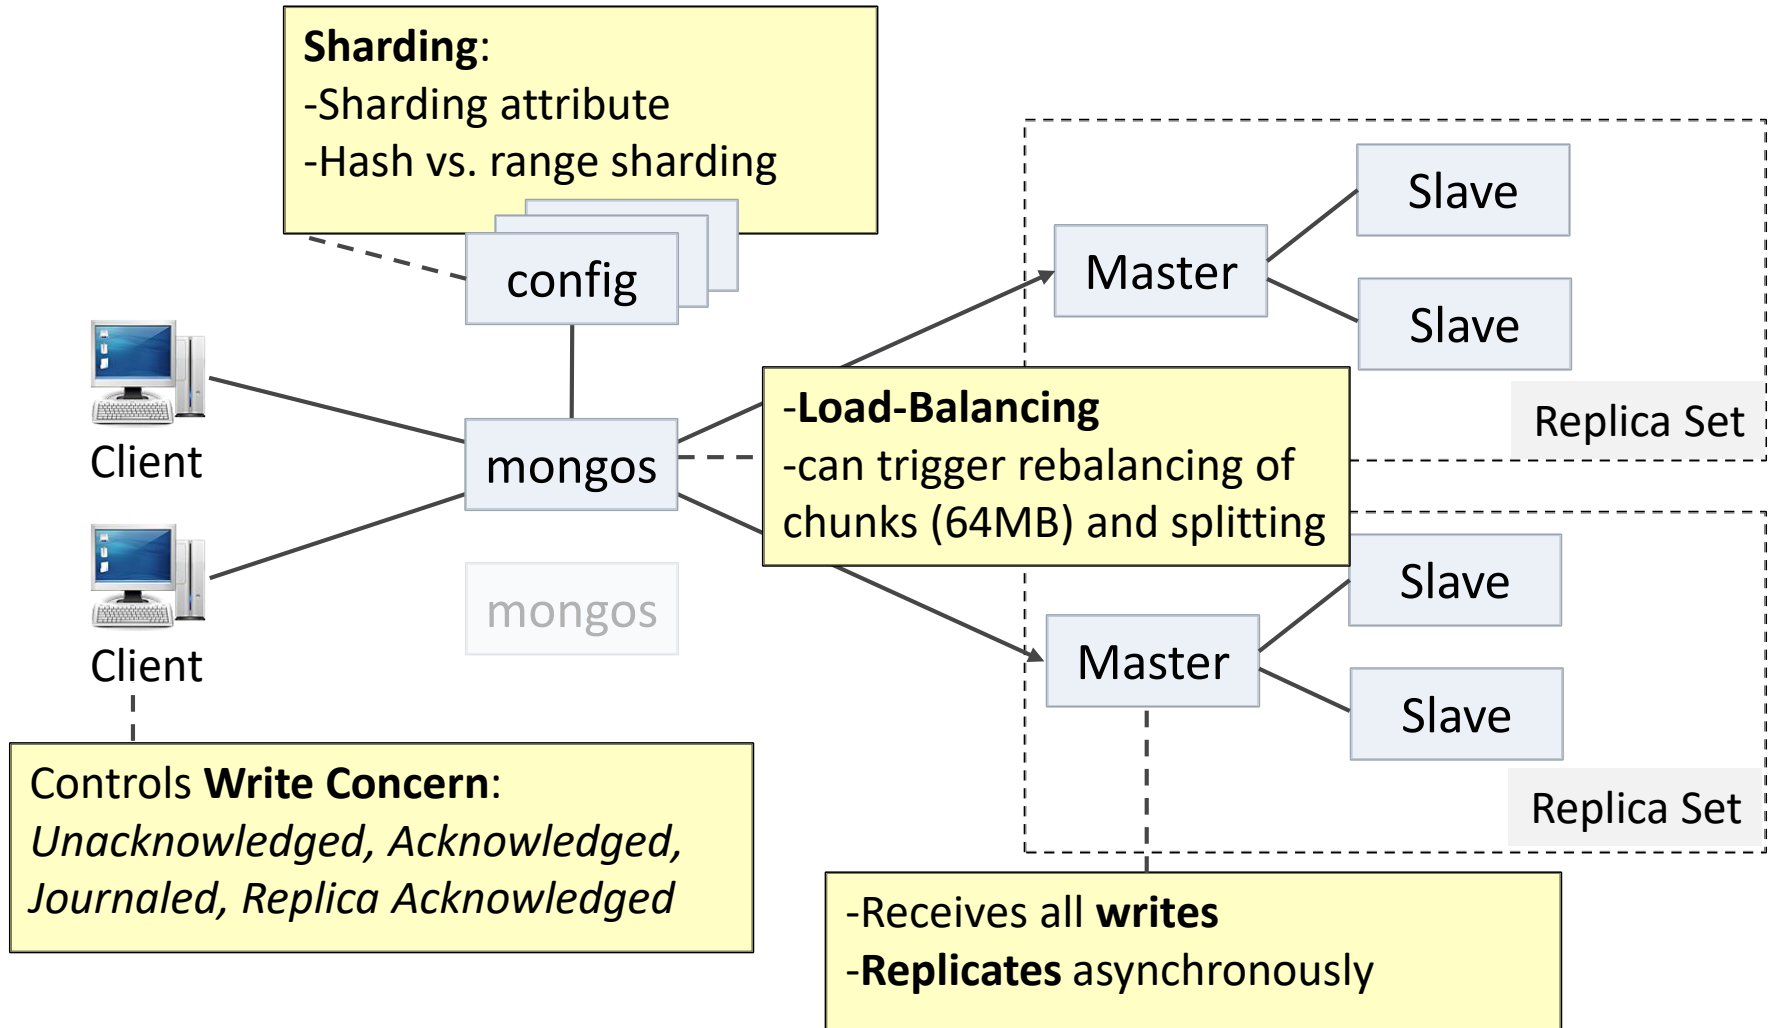 Sharding:
-Sharding attribute
-Hash vs. range sharding
config
Client
mongos
Client
mongos
Master
Slave
Slave
Replica Set
-Load-Balancing
-can trigger rebalancing of
chunks (64MB) and splitting
Master
Slave
Slave
Replica Set
Controls Write Concern:
Unacknowledged, Acknowledged,
Journaled, Replica Acknowledged
-Receives all writes
-Replicates asynchronously